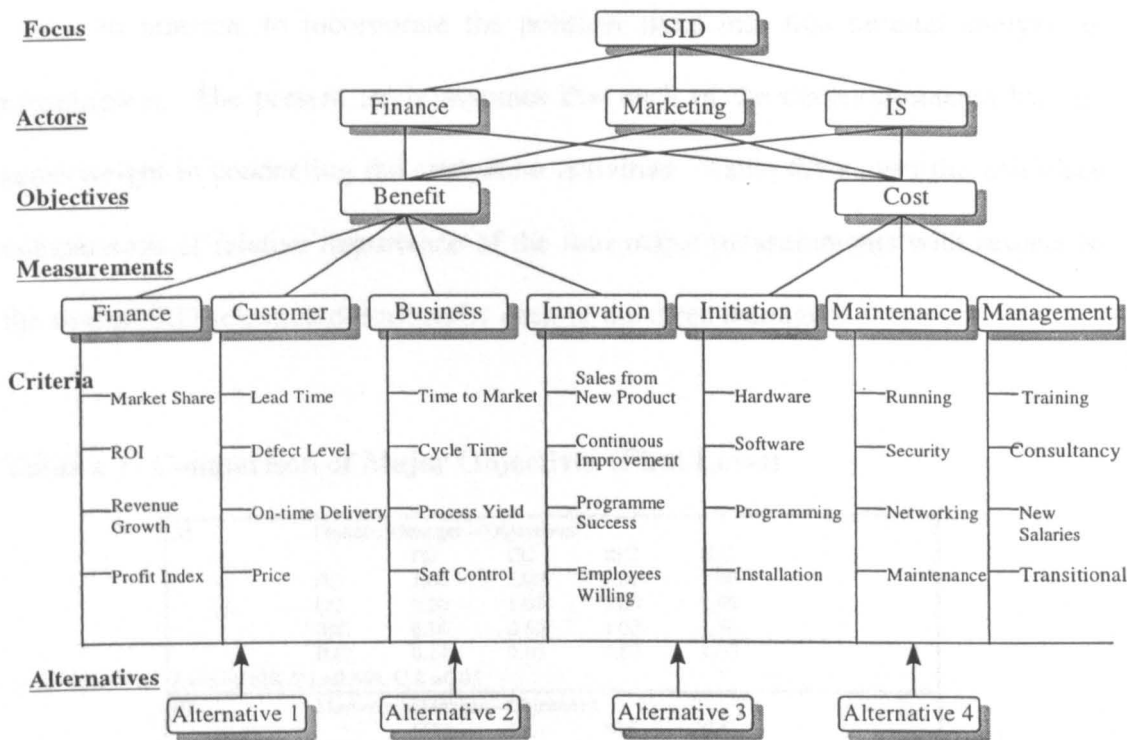 Focus
SID
Actors
Finance
Marketing
IS
Objectives
Benefit
Cost
Measurements
Finance
Customer
Business
Innovation
Initiation
Maintenance
Management
Criteria
Market Share
ROI
Revenue
Growth
Profit Index
Lead Time
Defect Level
On-time Delivery
Price
Time to Market
Cycle Time
Process Yield
Saft Control
Sales from
New Product
Continuous
Improvement
Programme
Success
Employees
Willing
Hardware
Software
Programming
Installation
Running
Security
Networking
Maintenance
Training
Consultancy
New
Salaries
Transitional
Alternatives
Alternative 1
Alternative 2
Alternative 3
Alternative 4